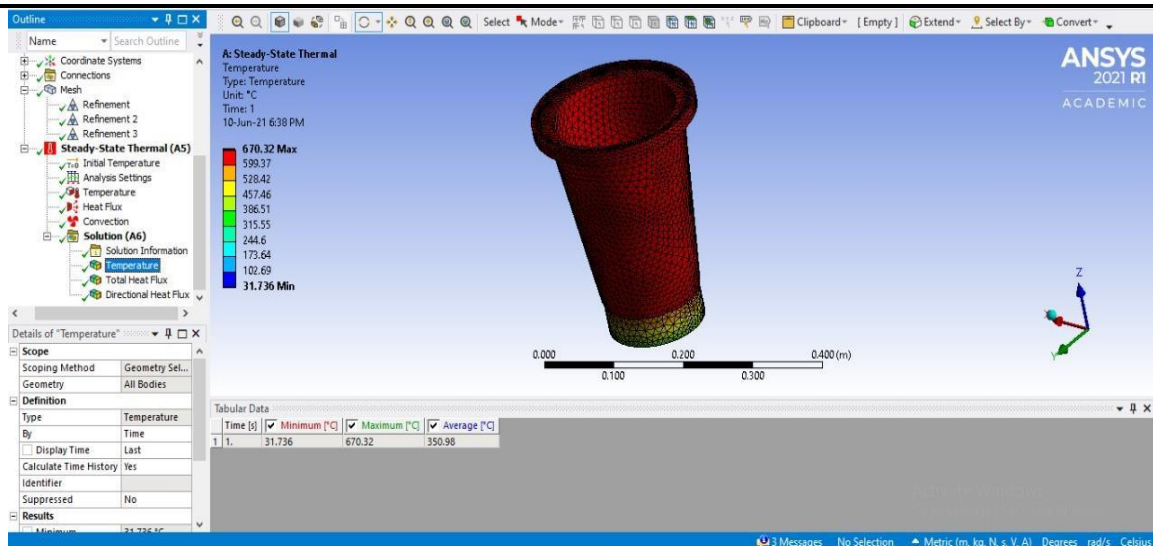 Outline
Name Search Outline
Select Mode Clipboard [ Empty ] Extend Select By Convert
Coordinate Systems
Connections
Mesh
Refinement
Refinement 2
Refinement 3
Steady-State Thermal (A5)
T=0 Initial Temperature
Analysis Settings
Temperature
Heat Flux
Convection
Solution (A6)
Solution Information
Temperature
Total Heat Flux
Directional Heat Flux
A: Steady-State Thermal
Temperature
Type: Temperature
Unit: °C
Time: 1
10-Jun-21 6:38 PM
670.32 Max
599.37
528.42
457.46
386.51
315.55
244.6
173.64
102.69
31.736 Min
ANSYS
2021 R1
ACADEMIC
Z
Y
0.000 0.200 0.400 (m)
0.100 0.300
Details of "Temperature"
Scope
Scoping Method Geometry Sel...
Geometry All Bodies
Definition
Type Temperature
By Time
Display Time Last
Calculate Time History Yes
Identifier
Suppressed No
Results
Minimum 31.736 °C
Tabular Data
Time [s] Minimum [°C] Maximum [°C] Average [°C]
1 1. 31.736 670.32 350.98
Activate Windows
3 Messages No Selection Metric (m, kg, N, s, V, A) Degrees rad/s Celsius